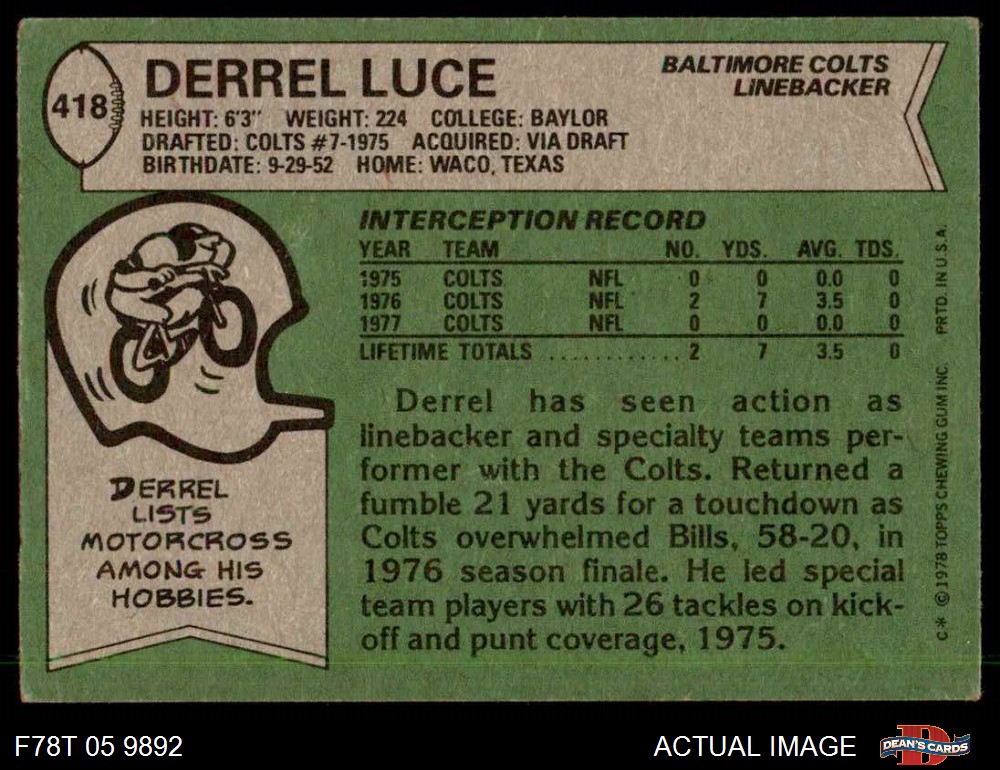 418
DERREL LUCE
BALTIMORE COLTS
LINEBACKER
HEIGHT: 6'3" WEIGHT: 224 COLLEGE: BAYLOR
DRAFTED: COLTS #7-1975 ACQUIRED: VIA DRAFT
BIRTHDATE: 9-29-52 HOME: WACO, TEXAS
INTERCEPTION RECORD
YEAR TEAM NO. YDS. AVG. TDS.
1975 COLTS NFL 0 0 0.0 0
1976 COLTS NFL 2 7 3.5 0
1977 COLTS NFL 0 0 0.0 0
LIFETIME TOTALS ............ 2 7 3.5 0
Derrel has seen action as
linebacker and specialty teams per-
former with the Colts. Returned a
fumble 21 yards for a touchdown as
Colts overwhelmed Bills, 58-20, in
1976 season finale. He led special
team players with 26 tackles on kick-
off and punt coverage, 1975.
DERREL
LISTS
MOTORCROSS
AMONG HIS
HOBBIES.
C* © 1978 TOPPS CHEWING GUM INC. PRTD. IN U.S.A.
F78T 05 9892
ACTUAL IMAGE
D
DEAN'S CARDS